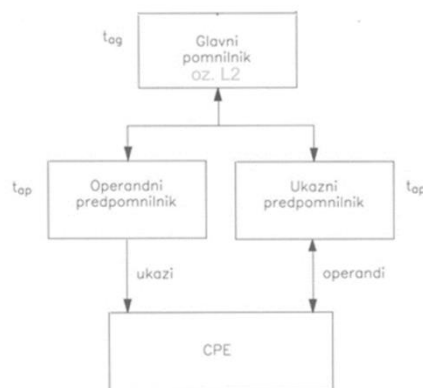 t_ag
Glavni
pomnilnik
oz. L2
t_ap
Operandni
predpomnilnik
Ukazni
predpomnilnik
t_ap
ukazi
operandi
CPE